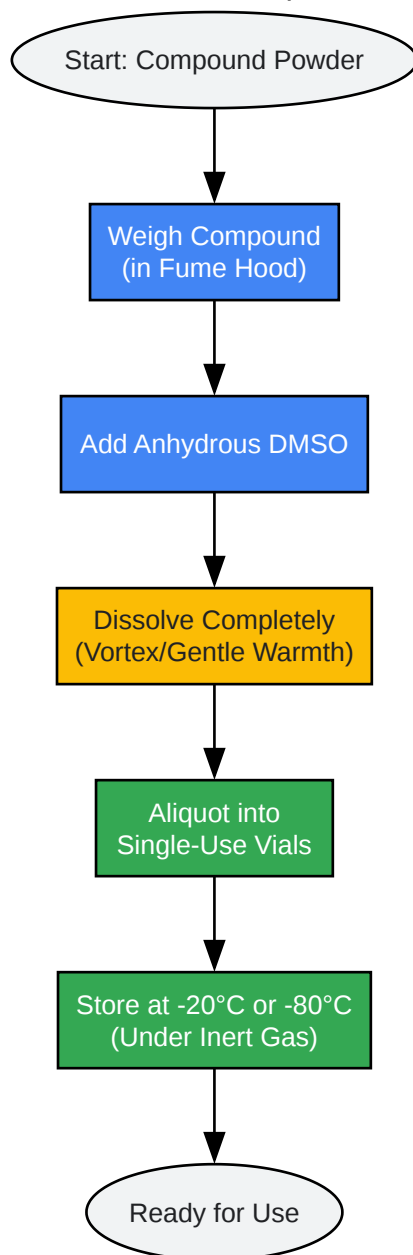 Start: Compound Powder
Weigh Compound
(in Fume Hood)
Add Anhydrous DMSO
Dissolve Completely
(Vortex/Gentle Warmth)
Aliquot into
Single-Use Vials
Store at -20°C or -80°C
(Under Inert Gas)
Ready for Use